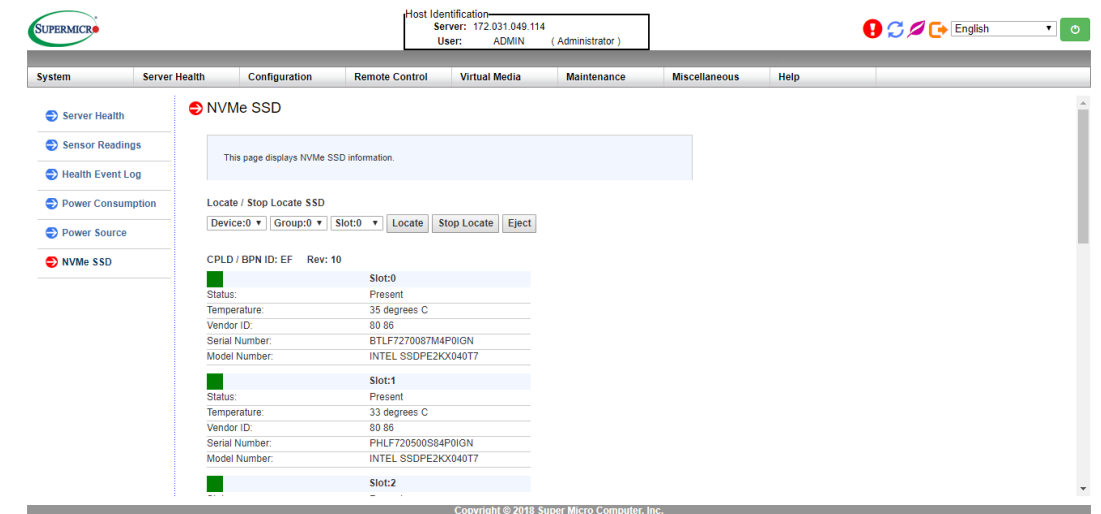 SUPERMICR
Host Identification
Server: 172.031.049.114
User: ADMIN ( Administrator )
English
System Server Health Configuration Remote Control Virtual Media Maintenance Miscellaneous Help
Server Health
Sensor Readings
Health Event Log
Power Consumption
Power Source
NVMe SSD
NVMe SSD
This page displays NVMe SSD information.
Locate / Stop Locate SSD
Device:0 Group:0 Slot:0 Locate Stop Locate Eject
CPLD / BPN ID: EF Rev: 10
Slot:0
Status: Present
Temperature: 35 degrees C
Vendor ID: 80 86
Serial Number: BTLF7270087M4P0IGN
Model Number: INTEL SSDPE2KX040T7
Slot:1
Status: Present
Temperature: 33 degrees C
Vendor ID: 80 86
Serial Number: PHLF720500S84P0IGN
Model Number: INTEL SSDPE2KX040T7
Slot:2
Copyright © 2018 Super Micro Computer, Inc.